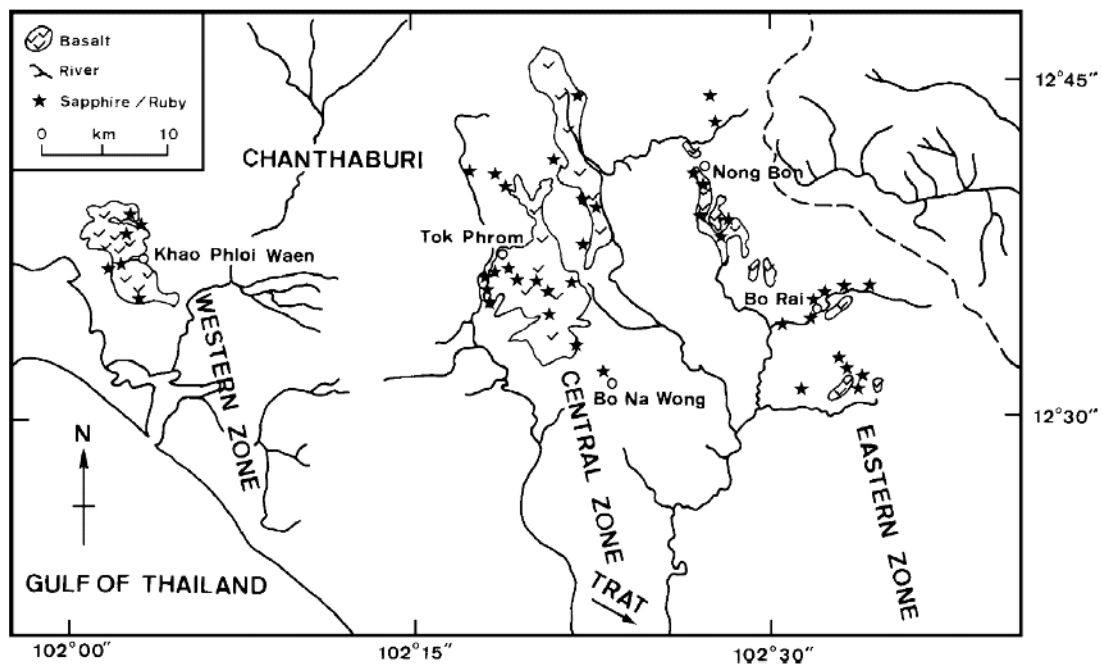 Basalt
River
Sapphire / Ruby
0 km 10
CHANTHABURI
12°45"
Nong Bon
Tok Phrom
Khao Phloi Waen
Bo Rai
WESTERN ZONE
CENTRAL ZONE
Bo Na Wong
12°30"
N
EASTERN ZONE
GULF OF THAILAND
TRAT
102°00"
102°15"
102°30"